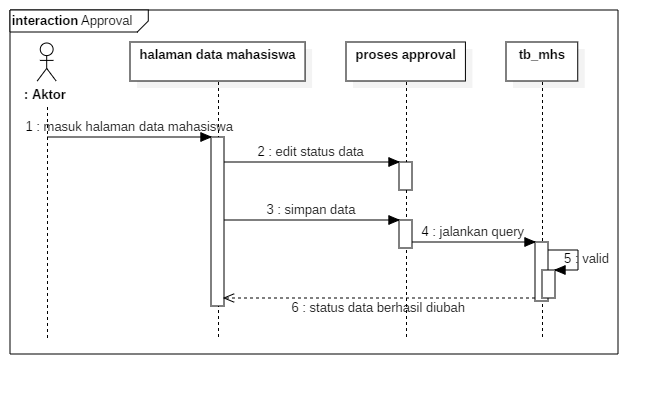 interaction Approval
halaman data mahasiswa
proses approval
tb_mhs
: Aktor
1 : masuk halaman data mahasiswa
2 : edit status data
3 : simpan data
4 : jalankan query
5 : valid
6 : status data berhasil diubah